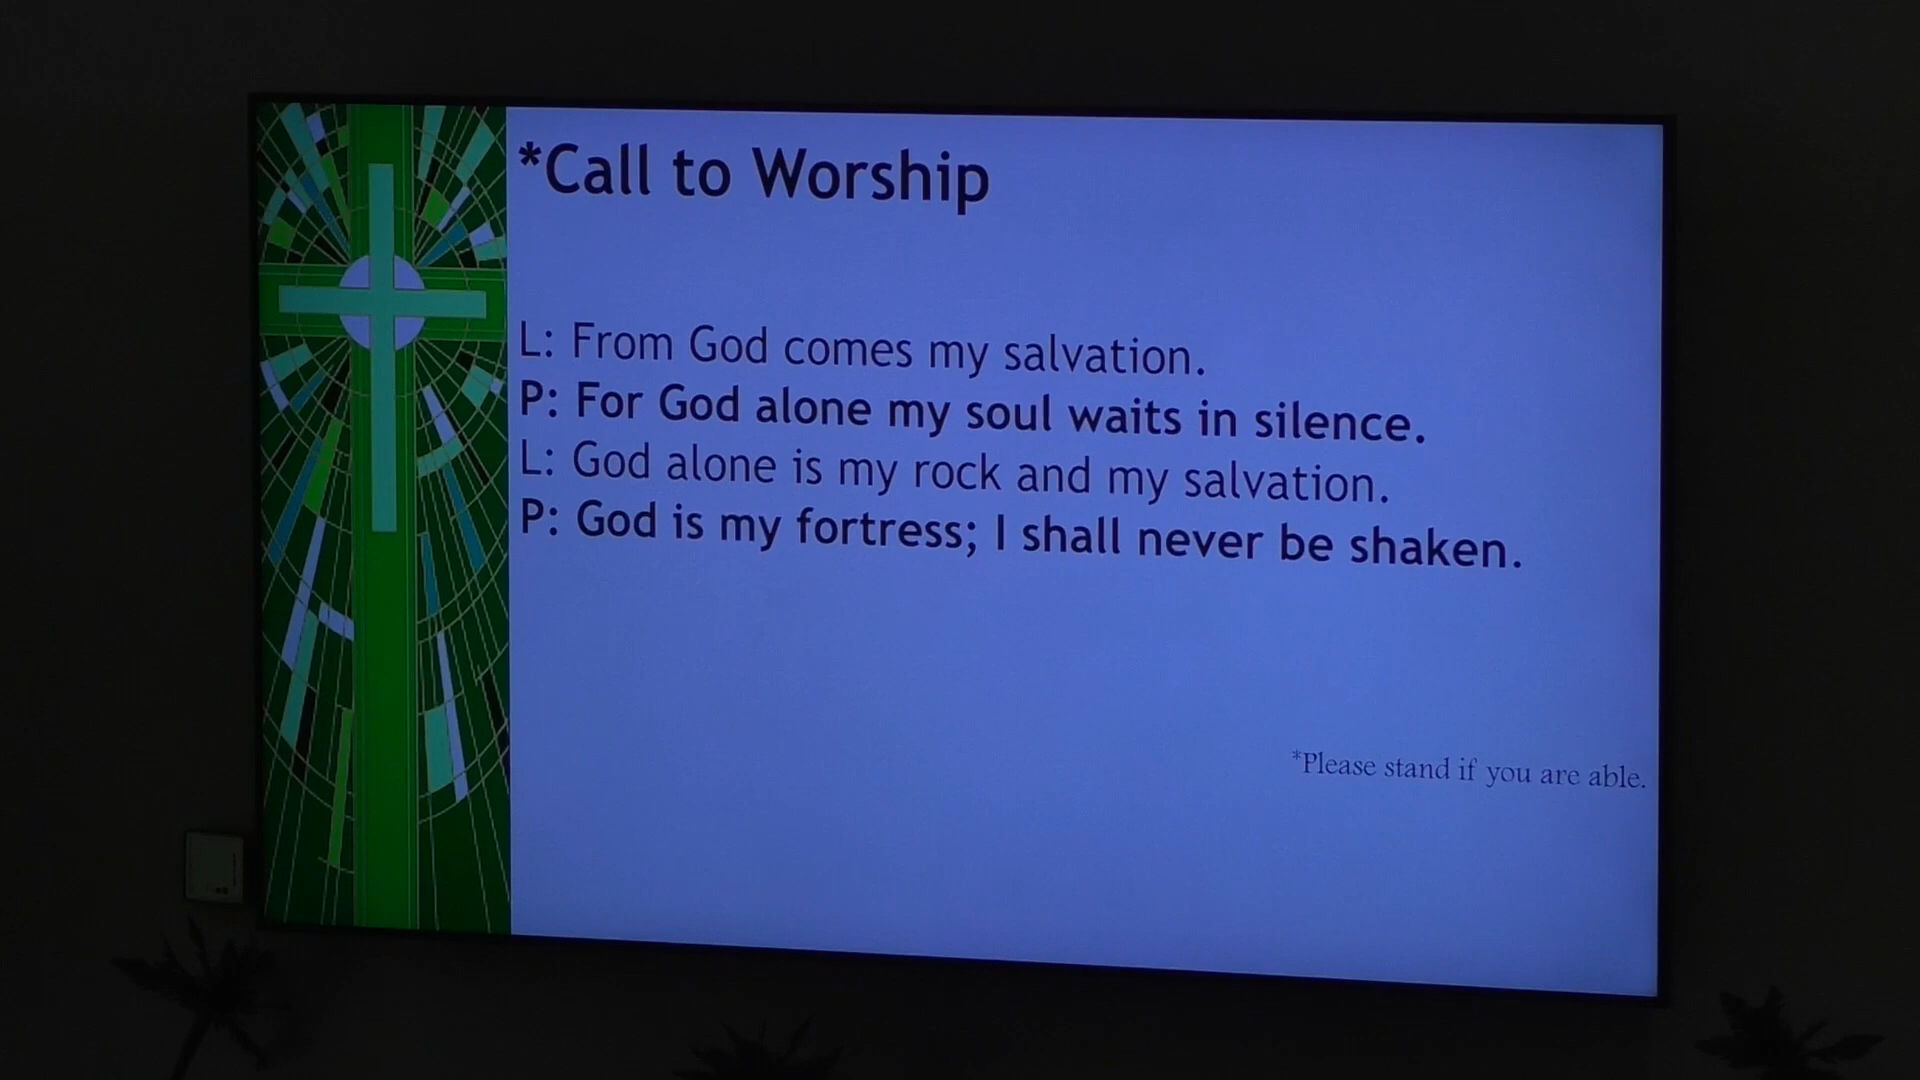 *Call to Worship
L: From God comes my salvation.
P: For God alone my soul waits in silence.
L: God alone is my rock and my salvation.
P: God is my fortress; I shall never be shaken.
*Please stand if you are able.